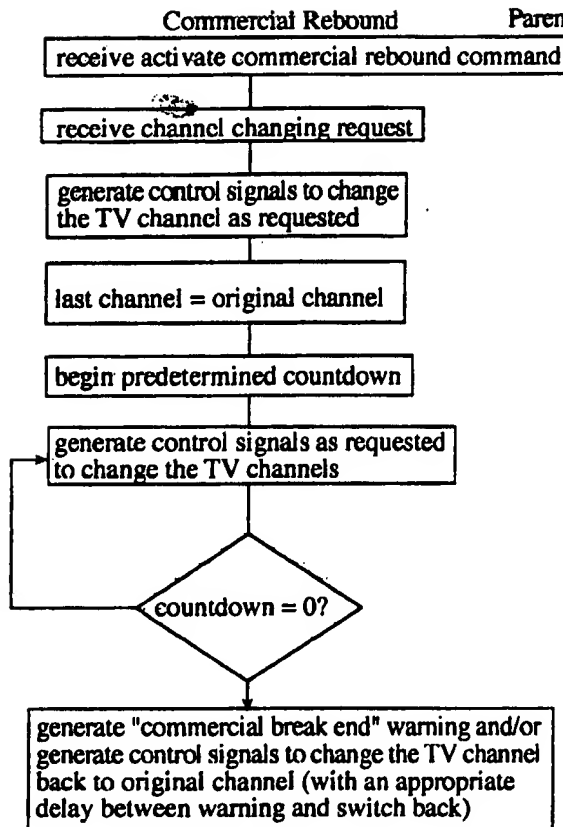 Commercial Rebound
Paren
receive activate commercial rebound command
receive channel changing request
generate control signals to change
the TV channel as requested
last channel = original channel
begin predetermined countdown
generate control signals as requested
to change the TV channels
countdown = 0?
generate "commercial break end" warning and/or
generate control signals to change the TV channel
back to original channel (with an appropriate
delay between warning and switch back)